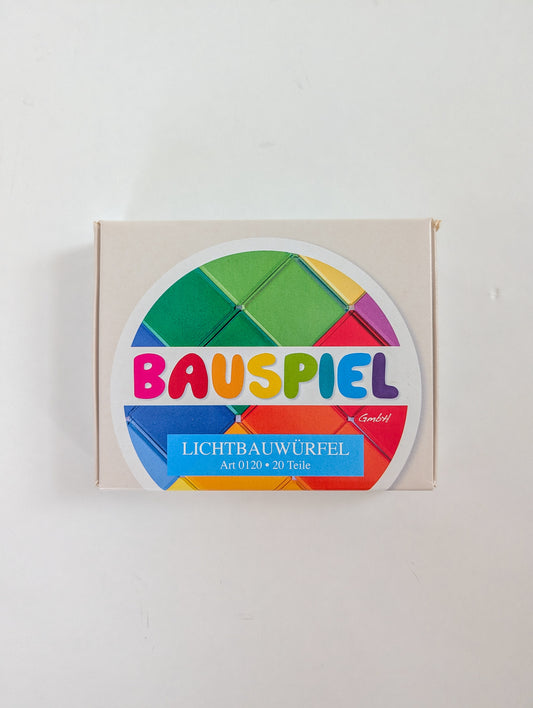 BAUSPIEL
GmbH
LICHTBAUWÜRFEL
Art 0120 • 20 Teile